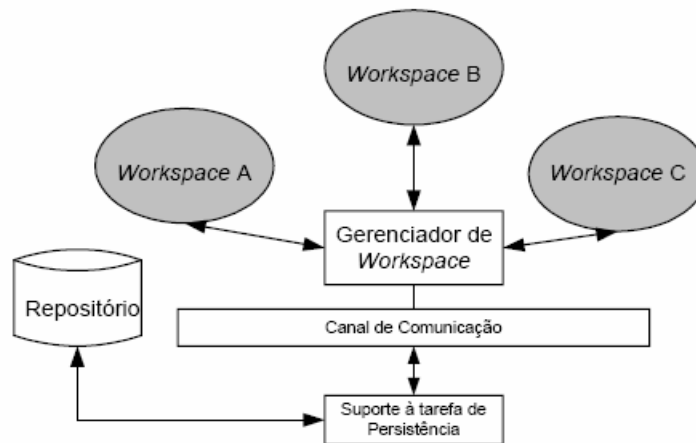 Workspace B
Workspace A
Workspace C
Gerenciador de
Workspace
Repositório
Canal de Comunicação
Suporte à tarefa de
Persistência